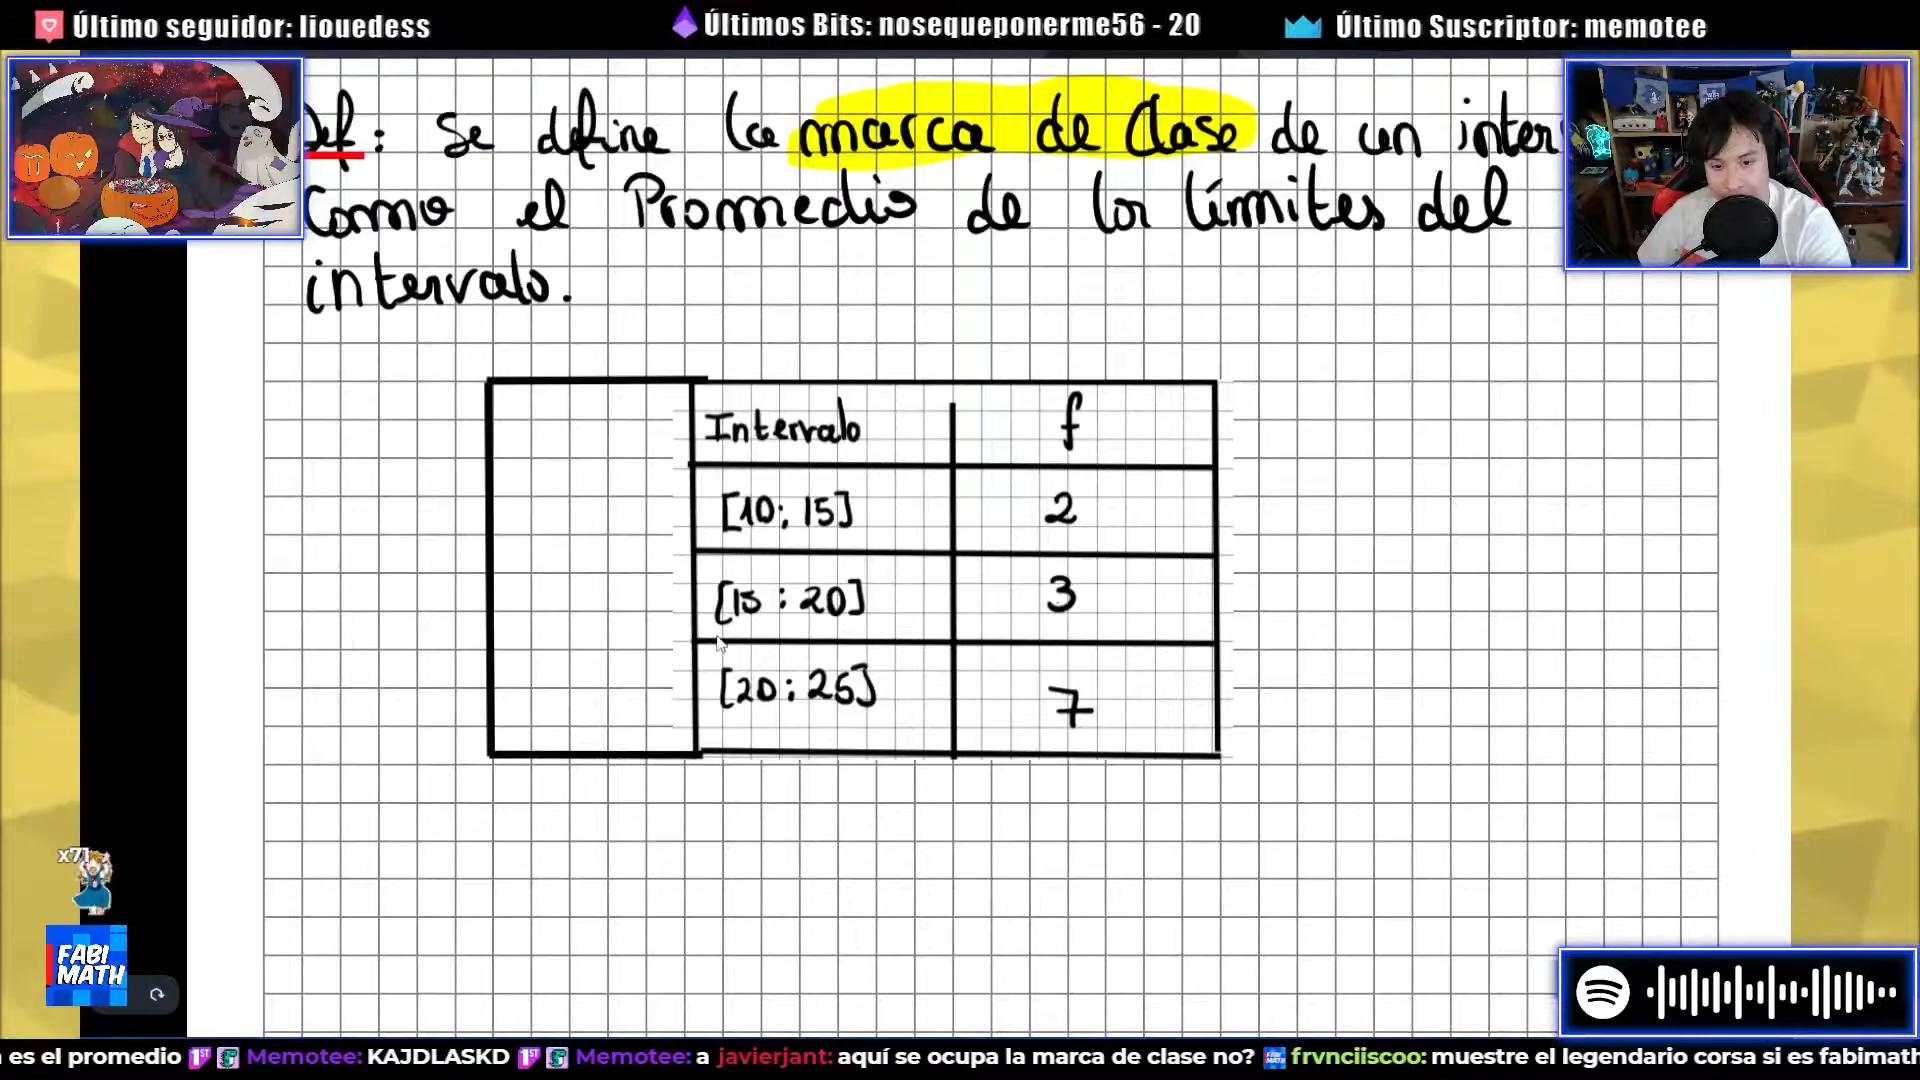 Último seguidor: liouedess
Últimos Bits: nosequeponerme56 - 20
Último Suscriptor: memotee
Def: Se define la marca de Clase de un inter
Como el Promedio de los límites del
intervalo.
Intervalo f
[10; 15] 2
[15 ; 20] 3
[20 ; 25] 7
x71
FABI
MATH
es el promedio 1ST Memotee: KAJDLASKD 1ST Memotee: a javierjant: aquí se ocupa la marca de clase no? frvnciiscoo: muestre el legendario corsa si es fabimath